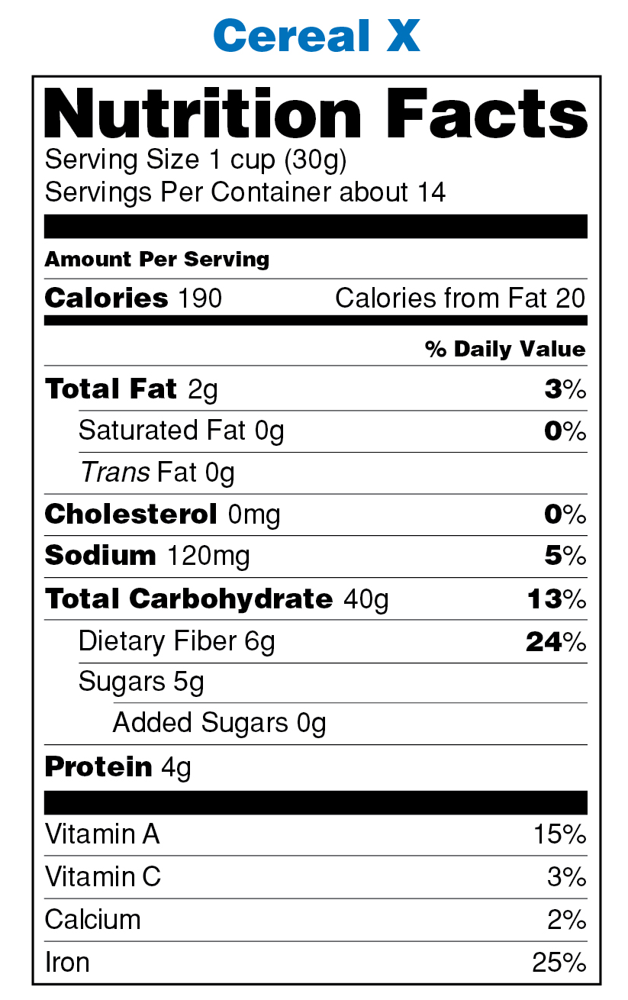 Cereal X
Nutrition Facts
Serving Size 1 cup (30g)
Servings Per Container about 14
Amount Per Serving
Calories 190 Calories from Fat 20
% Daily Value
Total Fat 2g 3%
Saturated Fat 0g 0%
Trans Fat 0g
Cholesterol 0mg 0%
Sodium 120mg 5%
Total Carbohydrate 40g 13%
Dietary Fiber 6g 24%
Sugars 5g
Added Sugars 0g
Protein 4g
Vitamin A 15%
Vitamin C 3%
Calcium 2%
Iron 25%